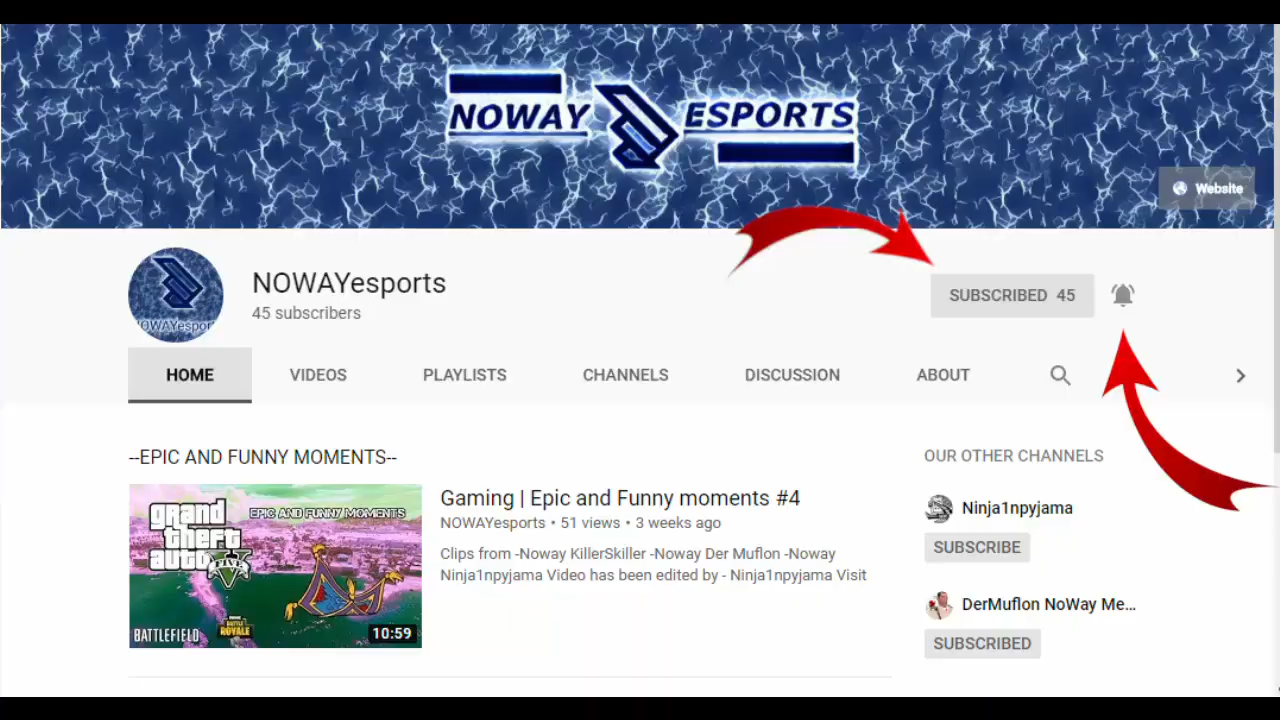 NOWAY ESPORTS
Website
NOWAYesports
45 subscribers
SUBSCRIBED 45
HOME VIDEOS PLAYLISTS CHANNELS DISCUSSION ABOUT
--EPIC AND FUNNY MOMENTS--
grand
theft
auto
EPIC AND FUNNY MOMENTS
BATTLEFIELD
BATTLE
ROYALE
10:59
Gaming | Epic and Funny moments #4
NOWAYesports • 51 views • 3 weeks ago
Clips from -Noway KillerSkiller -Noway Der Muflon -Noway
Ninja1npyjama Video has been edited by - Ninja1npyjama Visit
OUR OTHER CHANNELS
Ninja1npyjama
SUBSCRIBE
DerMuflon NoWay Me...
SUBSCRIBED